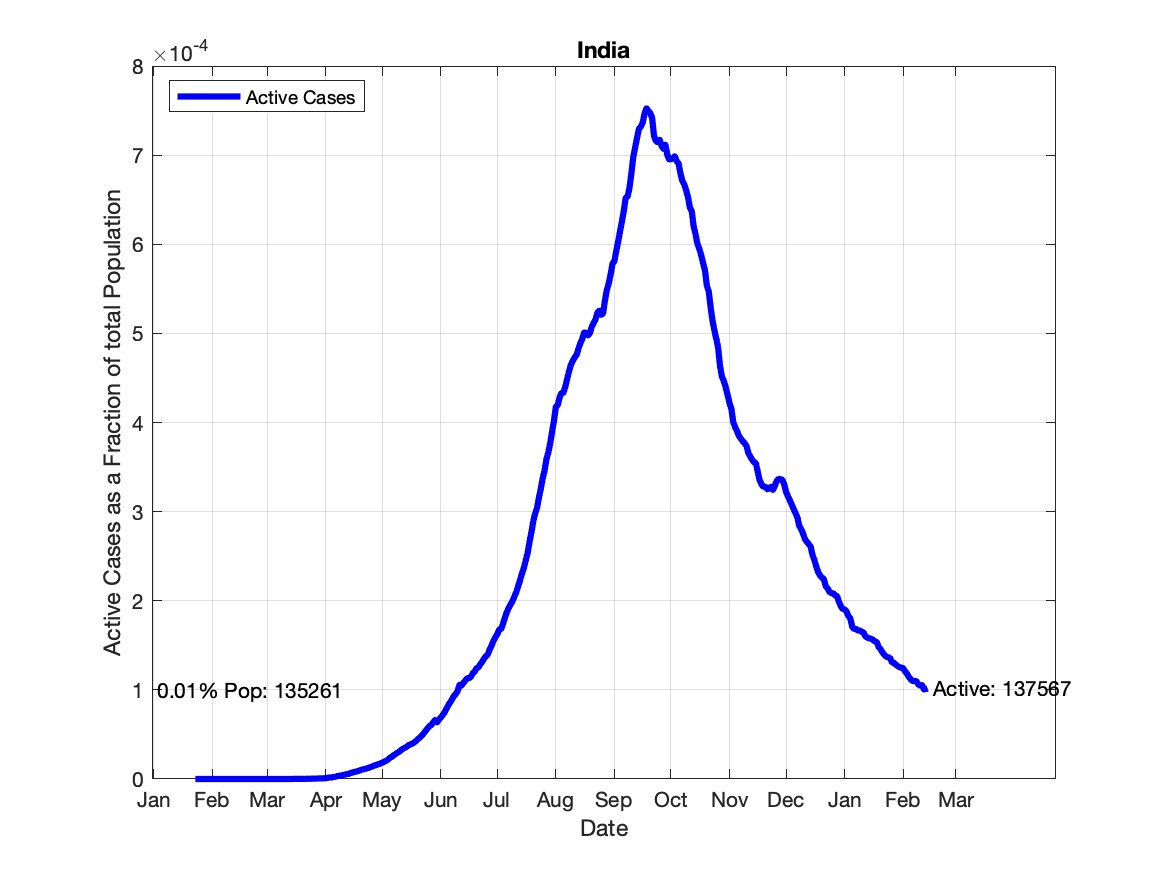 India
×10-4
Active Cases
8
7
6
5
4
3
2
1
0
Active Cases as a Fraction of total Population
0.01% Pop: 135261
Active: 137567
Jan Feb Mar Apr May Jun Jul Aug Sep Oct Nov Dec Jan Feb Mar
Date